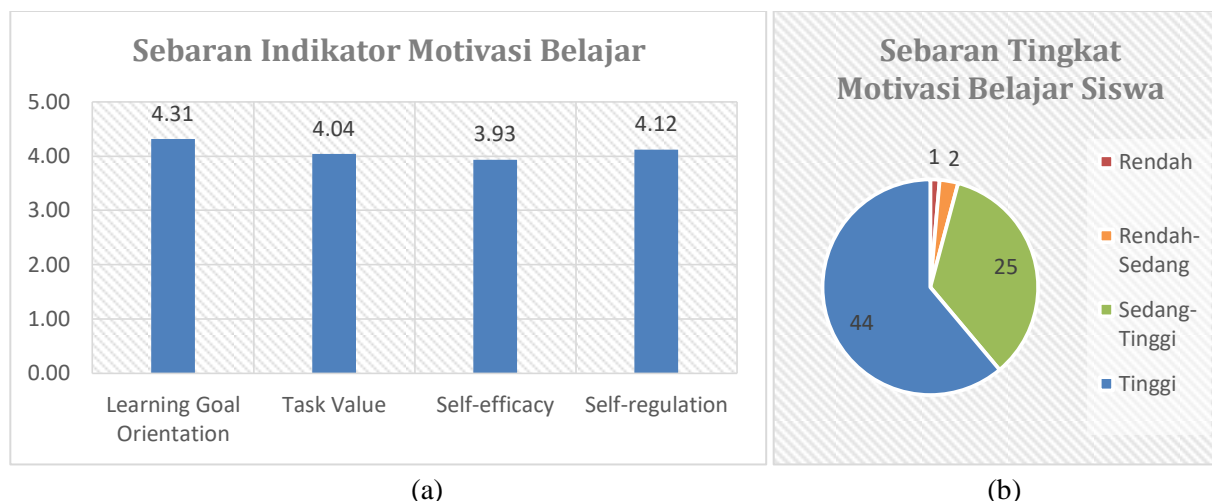 Sebaran Indikator Motivasi Belajar
5.00
4.00
3.00
2.00
1.00
0.00
4.31
4.04
3.93
4.12
Learning Goal
Orientation
Task Value
Self-efficacy
Self-regulation
(a)
Sebaran Tingkat
Motivasi Belajar Siswa
1
2
25
44
Rendah
Rendah-
Sedang
Sedang-
Tinggi
Tinggi
(b)